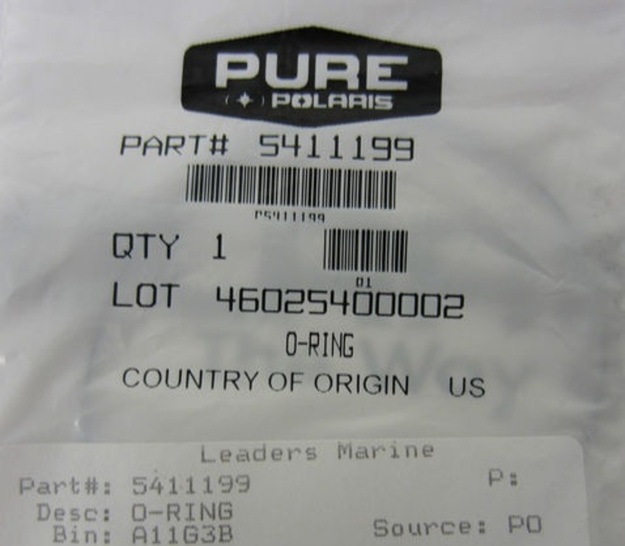 PURE
POLARIS
PART# 5411199
P5411199
QTY 1
01
LOT 46025400002
O-RING
COUNTRY OF ORIGIN US
Leaders Marine
Part#: 5411199 P:
Desc: O-RING
Bin: A11G3B Source: PO